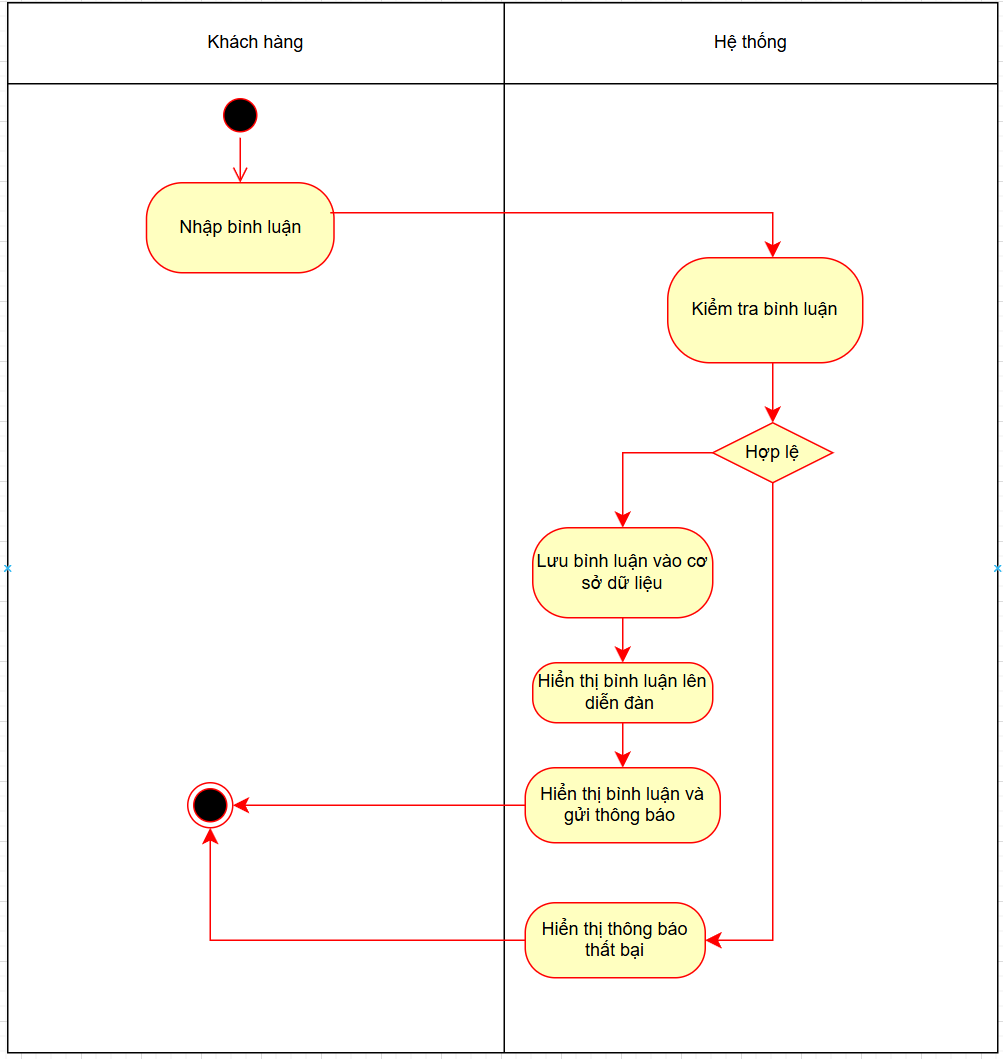 Khách hàng
Hệ thống
Nhập bình luận
Kiểm tra bình luận
Hợp lệ
Lưu bình luận vào cơ
sở dữ liệu
Hiển thị bình luận lên
diễn đàn
Hiển thị bình luận và
gửi thông báo
Hiển thị thông báo
thất bại